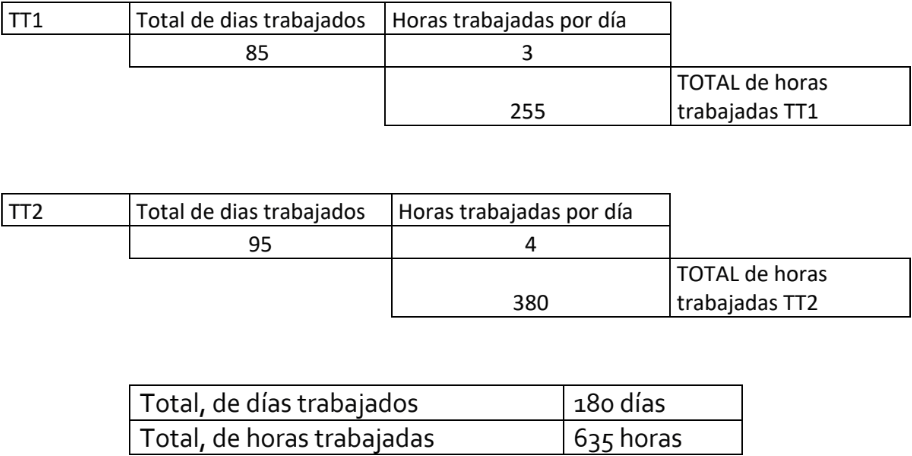 TT1 Total de dias trabajados Horas trabajadas por día
85 3
TOTAL de horas
255 trabajadas TT1
TT2 Total de dias trabajados Horas trabajadas por día
95 4
TOTAL de horas
380 trabajadas TT2
Total, de días trabajados 180 días
Total, de horas trabajadas 635 horas